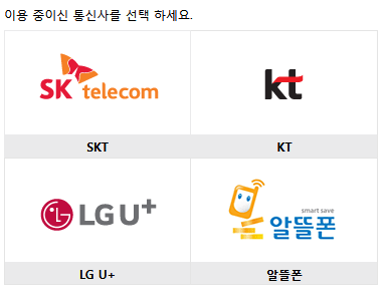 이용 중이신 통신사를 선택 하세요.
SK telecom
kt
SKT
KT
LG U+
smart save
알뜰폰
LG U+
알뜰폰